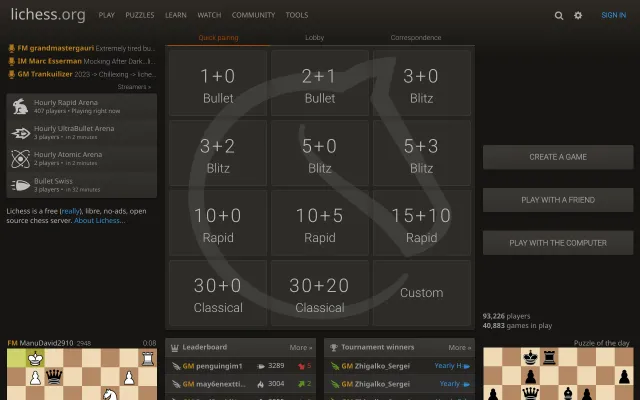 lichess.org PLAY PUZZLES LEARN WATCH COMMUNITY TOOLS SIGN IN
FM grandmastergauri Extremely tired bu...
IM Marc Esserman Mocking After Dark...li...
GM Trankuilizer 2023 -> Chillexing -> liche...
Streamers »
Hourly Rapid Arena
407 players • Playing right now
Hourly UltraBullet Arena
3 players • in 2 minutes
Hourly Atomic Arena
2 players • in 2 minutes
Bullet Swiss
3 players • in 32 minutes
Lichess is a free (really), libre, no-ads, open
source chess server. About Lichess...
Quick pairing Lobby Correspondence
1+0 2+1 3+0
Bullet Bullet Blitz
3+2 5+0 5+3
Blitz Blitz Blitz
10+0 10+5 15+10
Rapid Rapid Rapid
30+0 30+20 Custom
Classical Classical
CREATE A GAME
PLAY WITH A FRIEND
PLAY WITH THE COMPUTER
93,226 players
40,883 games in play
FM ManuDavid2910 2948 0:08
Leaderboard More »
GM penguingim1 3289 5
GM may6enextti... 3004 2
Tournament winners More »
GM Zhigalko_Sergei Yearly H
GM Zhigalko_Sergei Yearly
Puzzle of the day